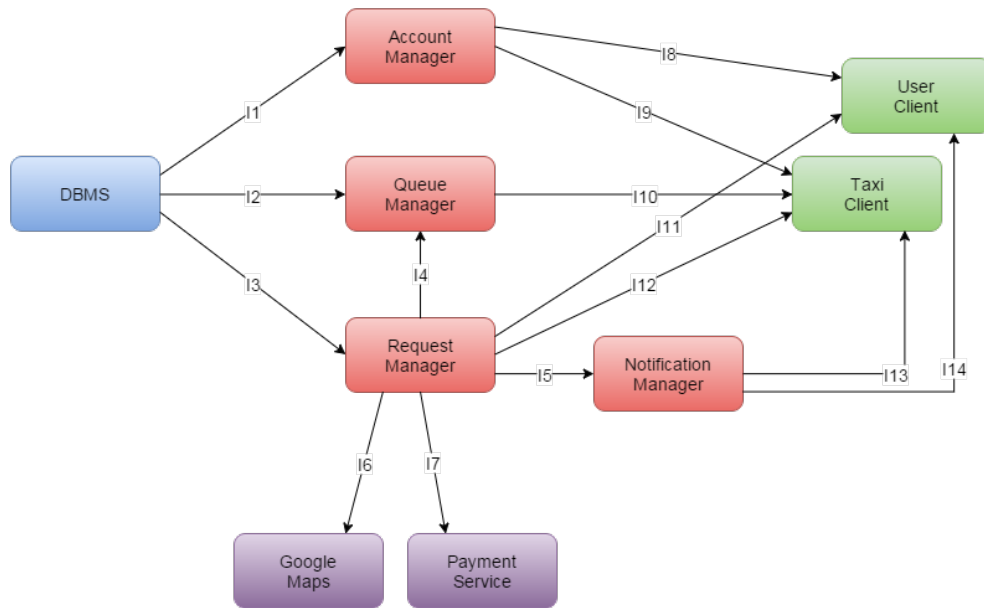 Account
Manager
I8
User
Client
I1
I9
DBMS
I2
Queue
Manager
I10
Taxi
Client
I11
I3
I4
I12
Request
Manager
I5
Notification
Manager
I13
I14
I6
I7
Google
Maps
Payment
Service